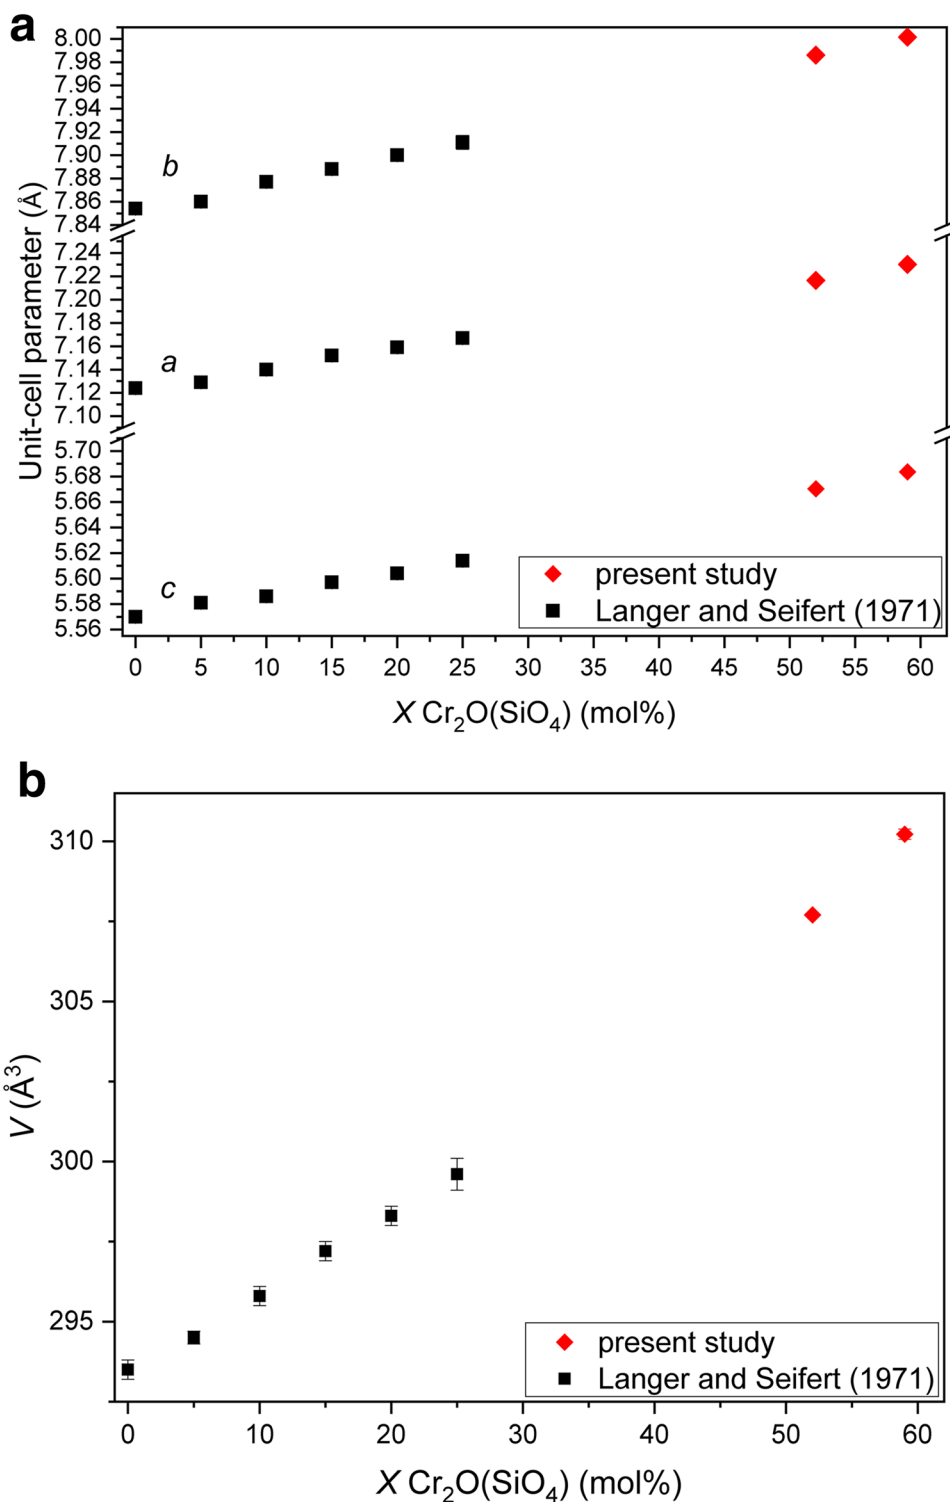 a
8.00
7.98
7.96
7.94
7.92
7.90
7.88
7.86
7.84
7.24
7.22
7.20
7.18
7.16
7.14
7.12
7.10
5.70
5.68
5.66
5.64
5.62
5.60
5.58
5.56
Unit-cell parameter (Å)
b
a
c
present study
Langer and Seifert (1971)
0 5 10 15 20 25 30 35 40 45 50 55 60
X Cr₂O(SiO₄) (mol%)
b
310
305
300
295
V (Å³)
present study
Langer and Seifert (1971)
0 10 20 30 40 50 60
X Cr₂O(SiO₄) (mol%)